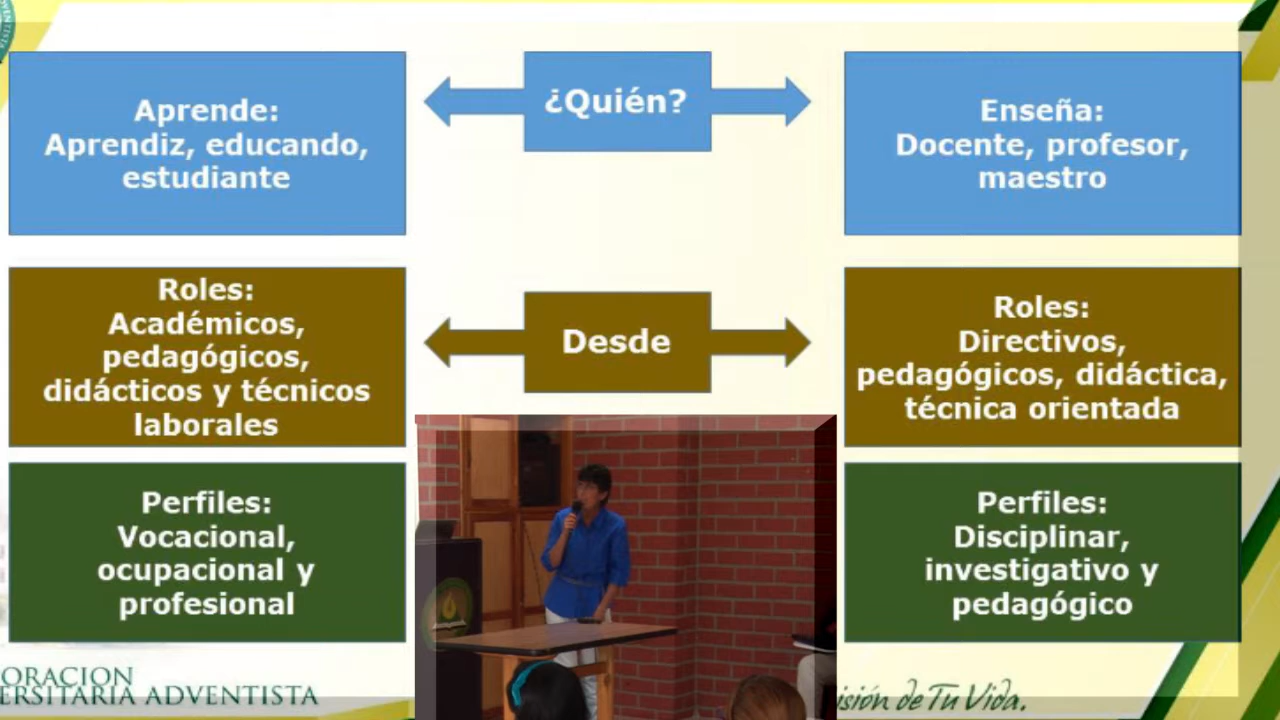 Aprende:
Aprendiz, educando,
estudiante
¿Quién?
Enseña:
Docente, profesor,
maestro
Roles:
Académicos,
pedagógicos,
didácticos y técnicos
laborales
Desde
Roles:
Directivos,
pedagógicos, didáctica,
técnica orientada
Perfiles:
Vocacional,
ocupacional y
profesional
Perfiles:
Disciplinar,
investigativo y
pedagógico
ORACION
ERSITARIA ADVENTISTA
isión de Tu Vida.